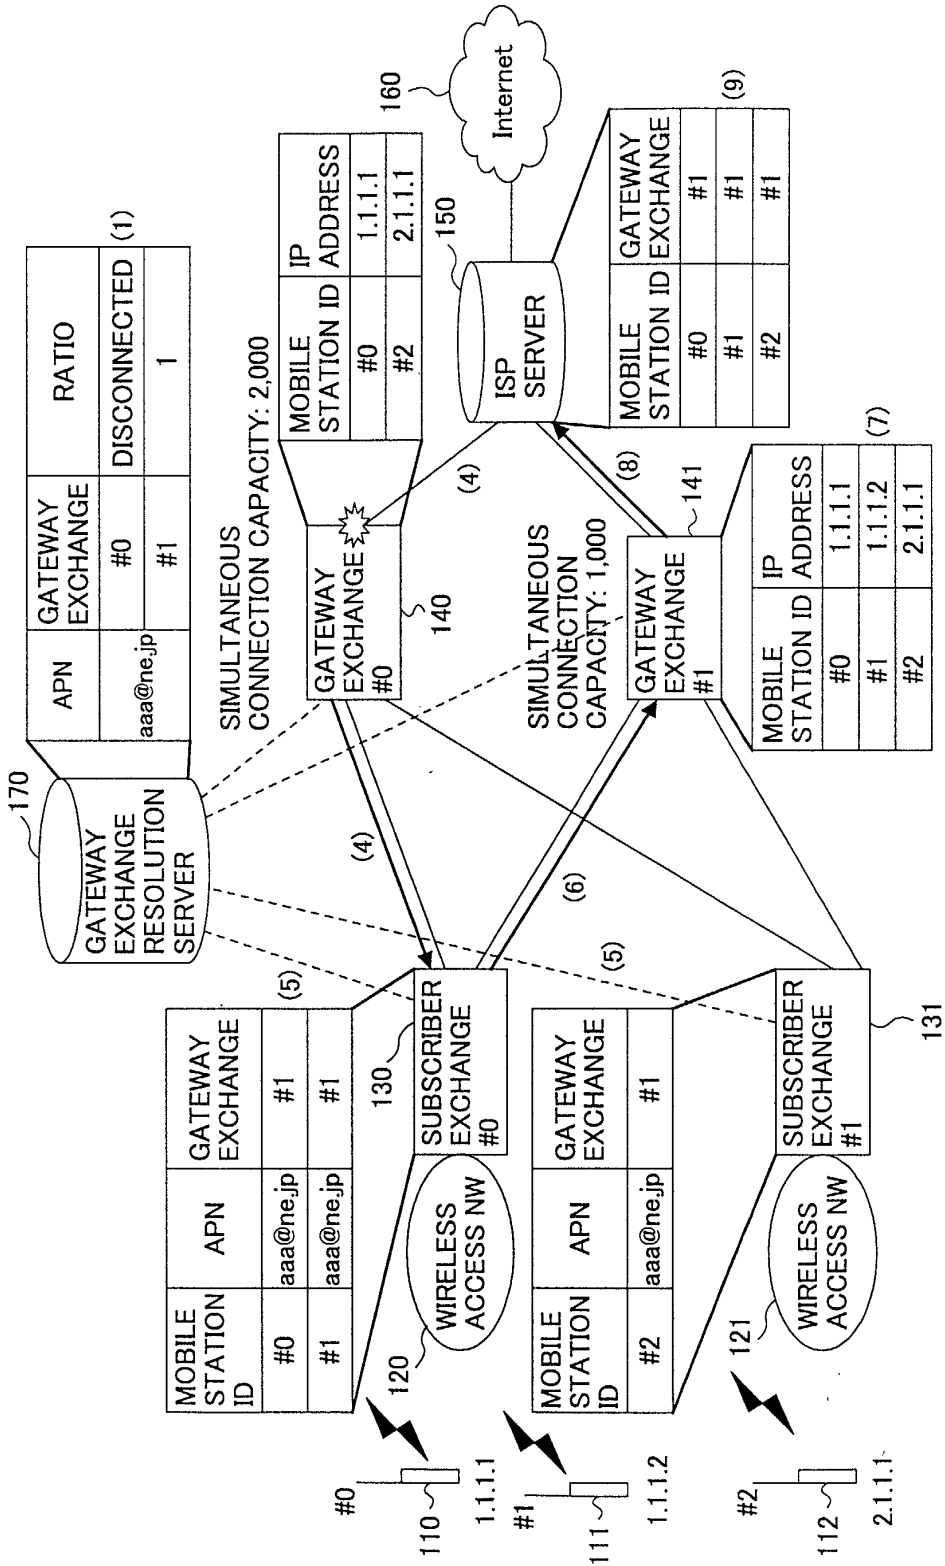 170
GATEWAY
EXCHANGE
RESOLUTION
SERVER
APN
GATEWAY
EXCHANGE
RATIO
aaa@ne.jp
#0
DISCONNECTED
(1)
#1
1
SIMULTANEOUS
CONNECTION CAPACITY: 2,000
GATEWAY
EXCHANGE
#0
140
MOBILE
STATION ID
IP
ADDRESS
#0
1.1.1.1
#2
2.1.1.1
160
Internet
150
ISP
SERVER
(4)
(4)
(8)
(6)
MOBILE STATION ID
GATEWAY
EXCHANGE
#0
#1
#1
#1
(9)
#2
#1
SIMULTANEOUS
CONNECTION
CAPACITY: 1,000
GATEWAY
EXCHANGE
#1
141
MOBILE
STATION ID
IP
ADDRESS
#0
1.1.1.1
#1
1.1.1.2
(7)
#2
2.1.1.1
MOBILE
STATION
ID
APN
GATEWAY
EXCHANGE
#0
aaa@ne.jp
#1
(5)
#1
aaa@ne.jp
#1
130
SUBSCRIBER
EXCHANGE
#0
120
WIRELESS
ACCESS NW
MOBILE
STATION
ID
APN
GATEWAY
EXCHANGE
#2
aaa@ne.jp
#1
(5)
SUBSCRIBER
EXCHANGE
#1
131
121
WIRELESS
ACCESS NW
#0
110
1.1.1.1
#1
111
1.1.1.2
#2
112
2.1.1.1